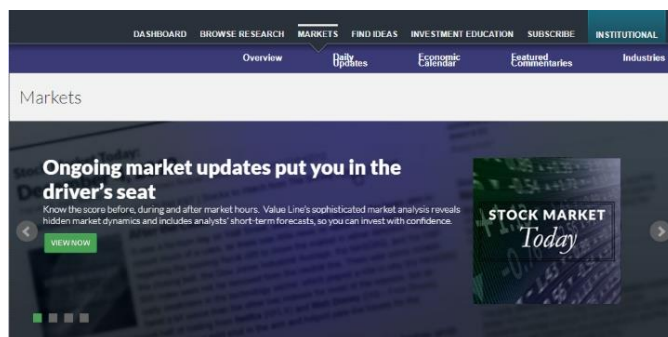 DASHBOARD BROWSE RESEARCH MARKETS FIND IDEAS INVESTMENT EDUCATION SUBSCRIBE INSTITUTIONAL
Overview Daily Updates Economic Calendar Featured Commentaries Industries
Markets
Ongoing market updates put you in the
driver's seat
Know the score before, during and after market hours. Value Line's sophisticated market analysis reveals
hidden market dynamics and includes analysts' short-term forecasts, so you can invest with confidence.
VIEW NOW
STOCK MARKET
Today